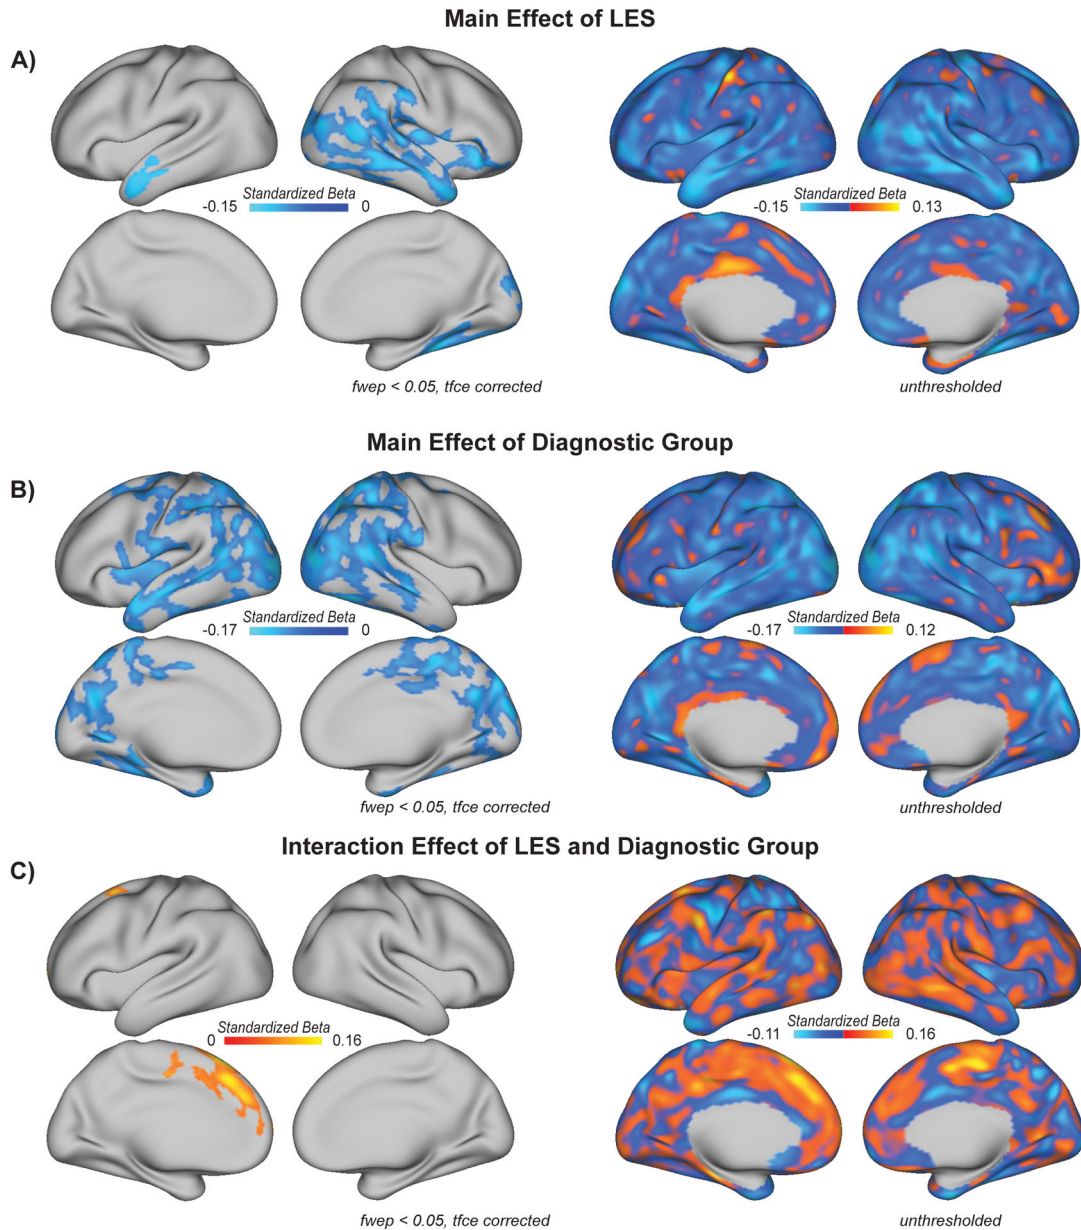 Main Effect of LES
A)
Standardized Beta
-0.15 0
Standardized Beta
-0.15 0.13
fwep < 0.05, tfce corrected
unthresholded
Main Effect of Diagnostic Group
B)
Standardized Beta
-0.17 0
Standardized Beta
-0.17 0.12
fwep < 0.05, tfce corrected
unthresholded
Interaction Effect of LES and Diagnostic Group
C)
Standardized Beta
0 0.16
Standardized Beta
-0.11 0.16
fwep < 0.05, tfce corrected
unthresholded